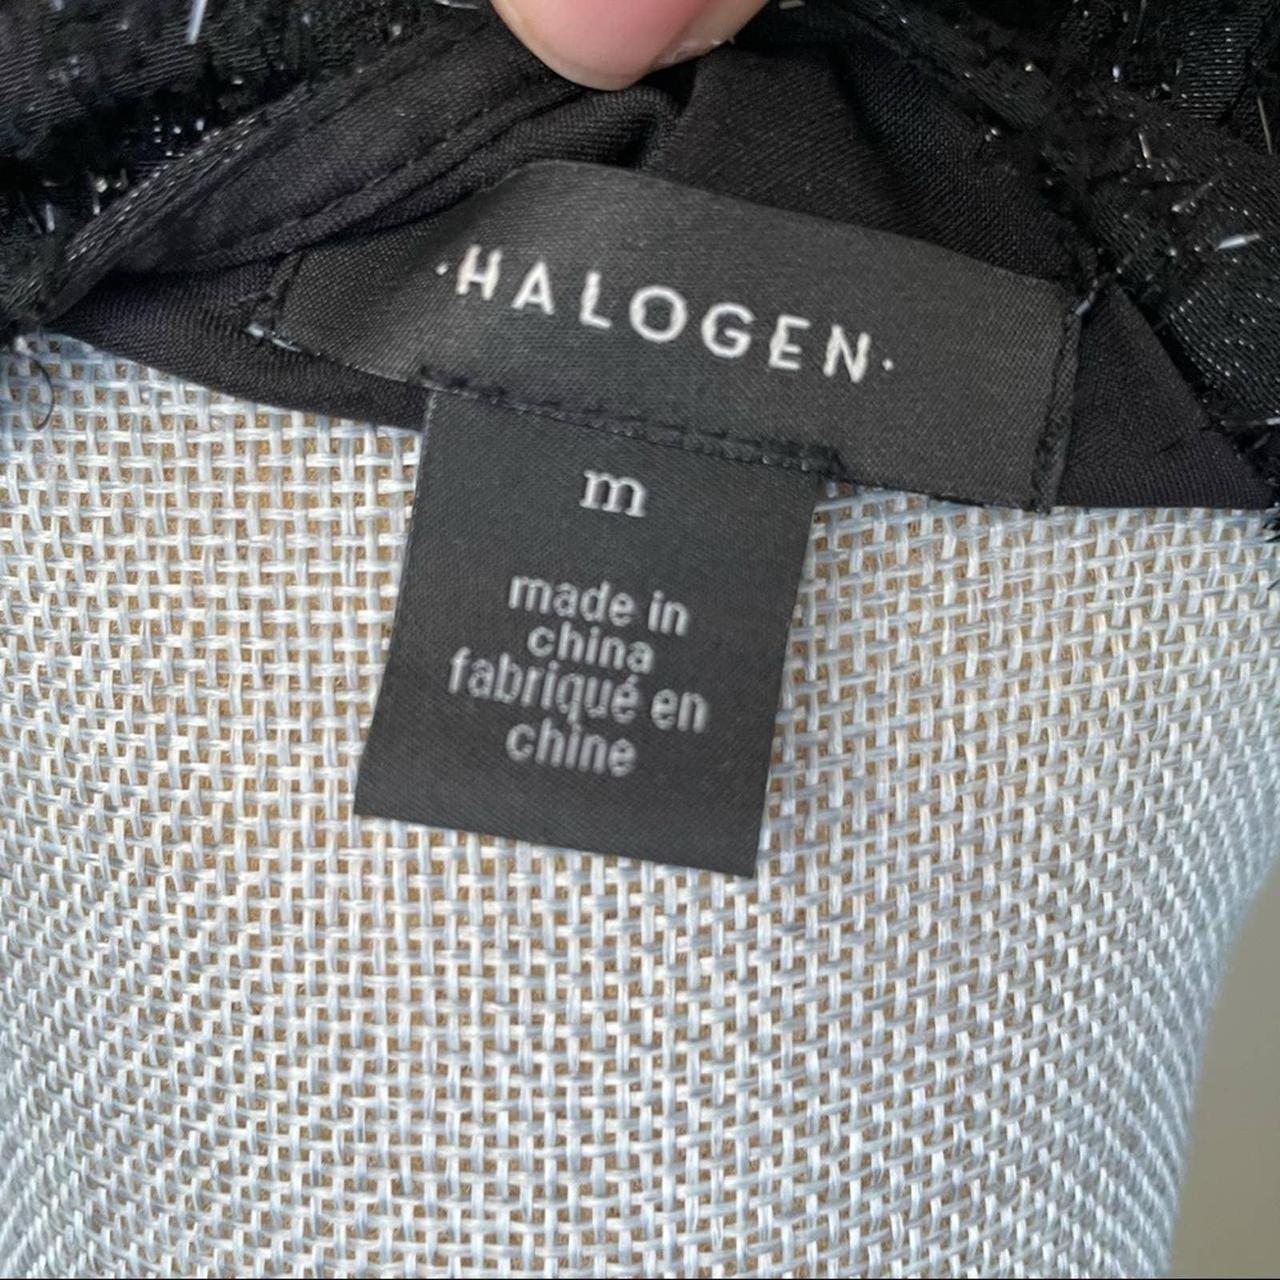 ·HALOGEN·
m
made in
china
fabriqué en
chine